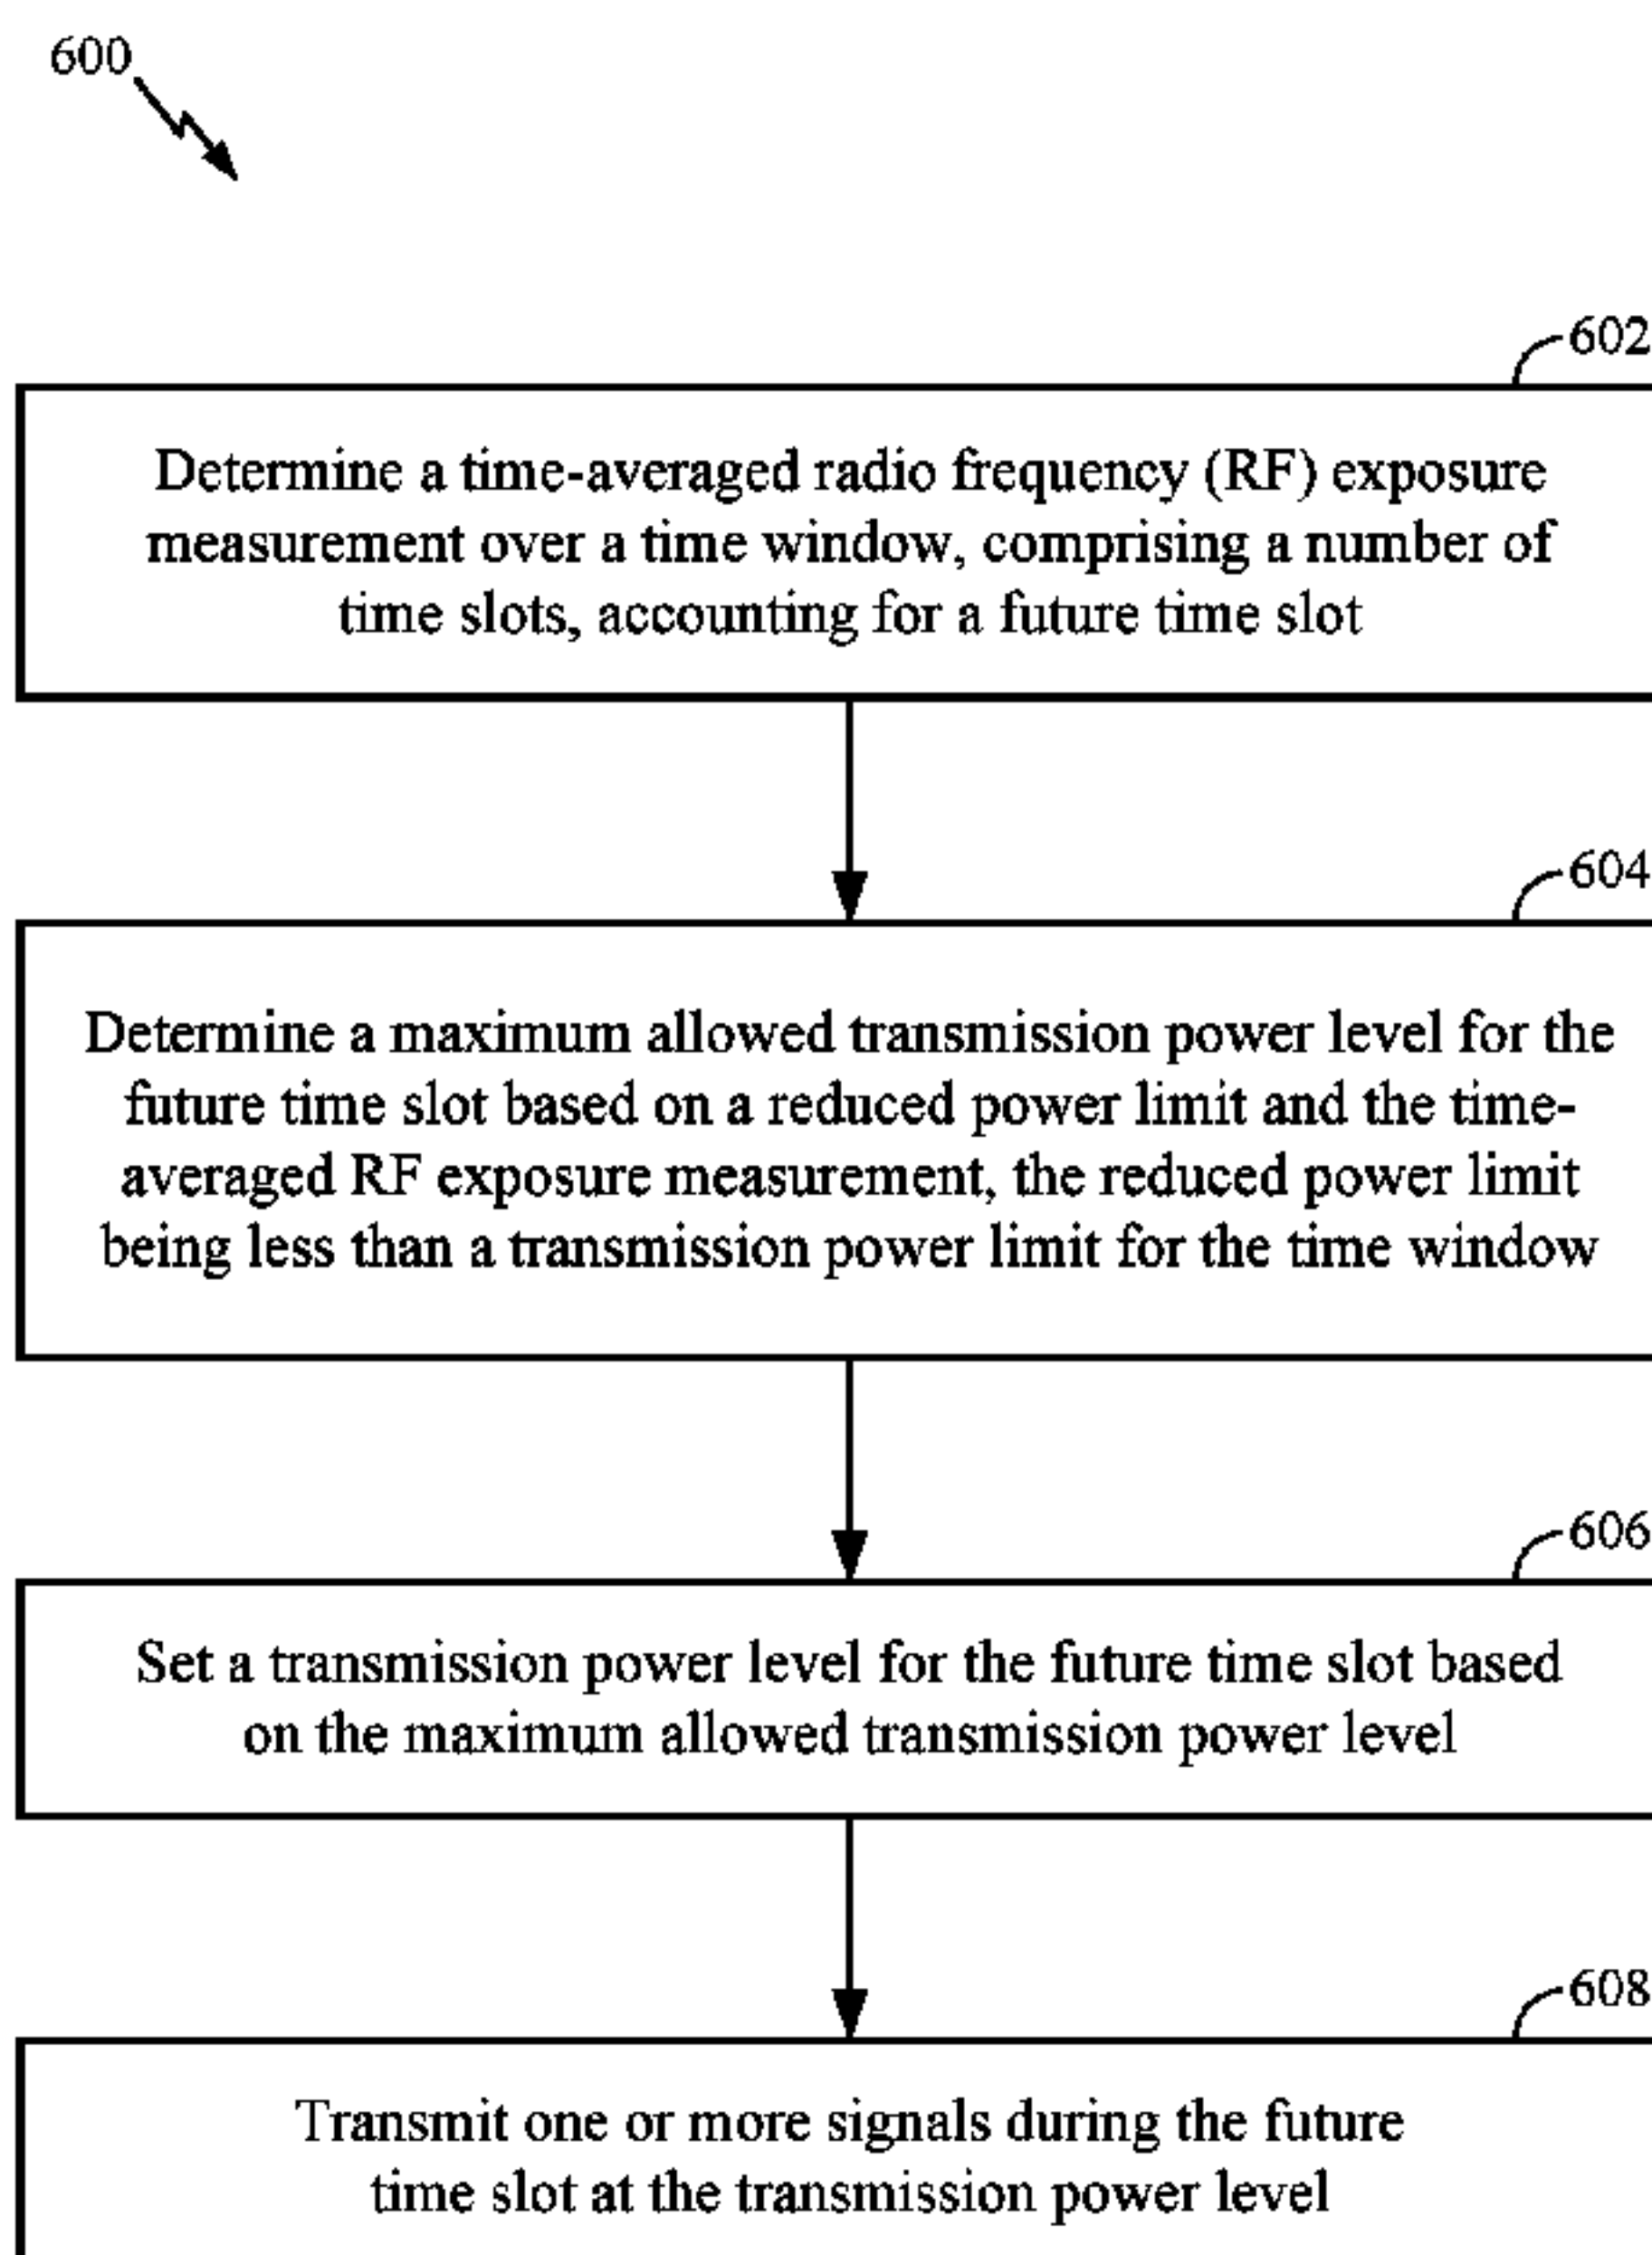 600
602
Determine a time-averaged radio frequency (RF) exposure
measurement over a time window, comprising a number of
time slots, accounting for a future time slot
604
Determine a maximum allowed transmission power level for the
future time slot based on a reduced power limit and the time-
averaged RF exposure measurement, the reduced power limit
being less than a transmission power limit for the time window
606
Set a transmission power level for the future time slot based
on the maximum allowed transmission power level
608
Transmit one or more signals during the future
time slot at the transmission power level